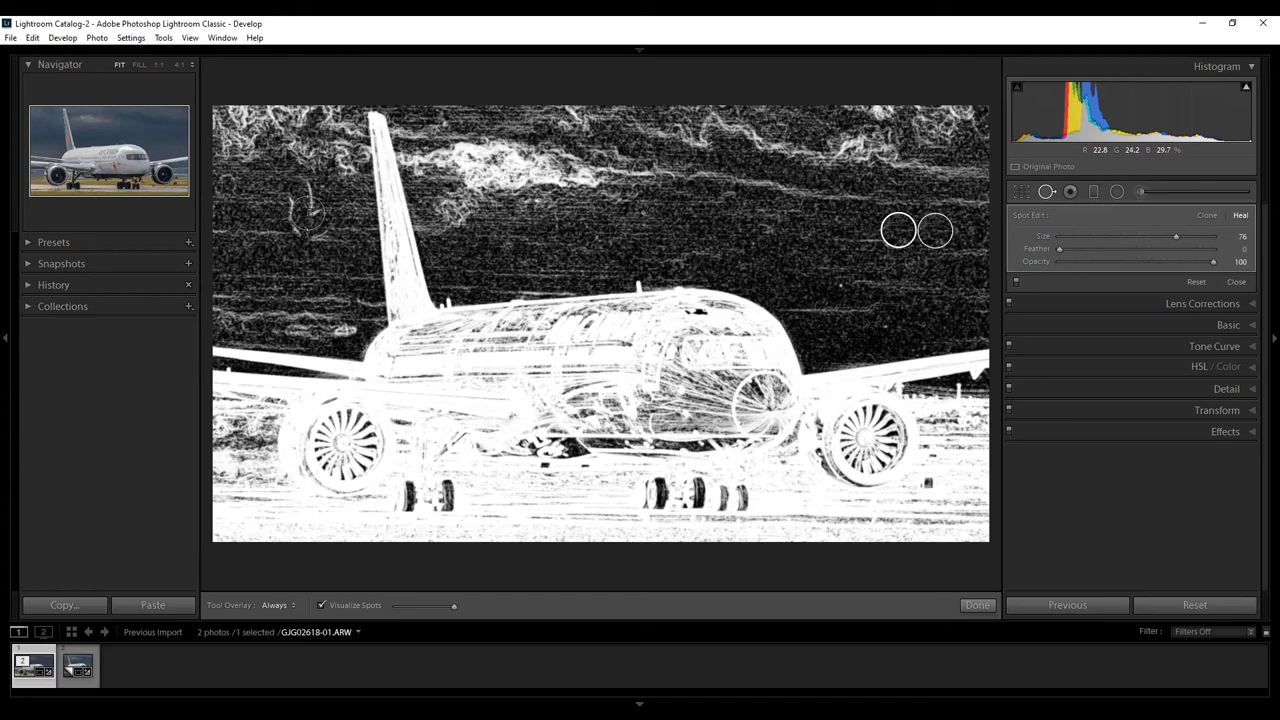 Lightroom Catalog-2 - Adobe Photoshop Lightroom Classic - Develop
File Edit Develop Photo Settings Tools View Window Help
Navigator FIT FILL 1:1 4:1
Histogram
R 22.8 G 24.2 B 29.7 %
Original Photo
Spot Edit : Clone Heal
Size 76
Feather 0
Opacity 100
Reset Close
Presets
Snapshots
History
Collections
Lens Corrections
Basic
Tone Curve
HSL / Color
Detail
Transform
Effects
Copy... Paste
Tool Overlay: Always Visualize Spots Done
Previous Reset
1 2 Previous Import 2 photos /1 selected /GJG02618-01.ARW Filter : Filters Off
1 2
2